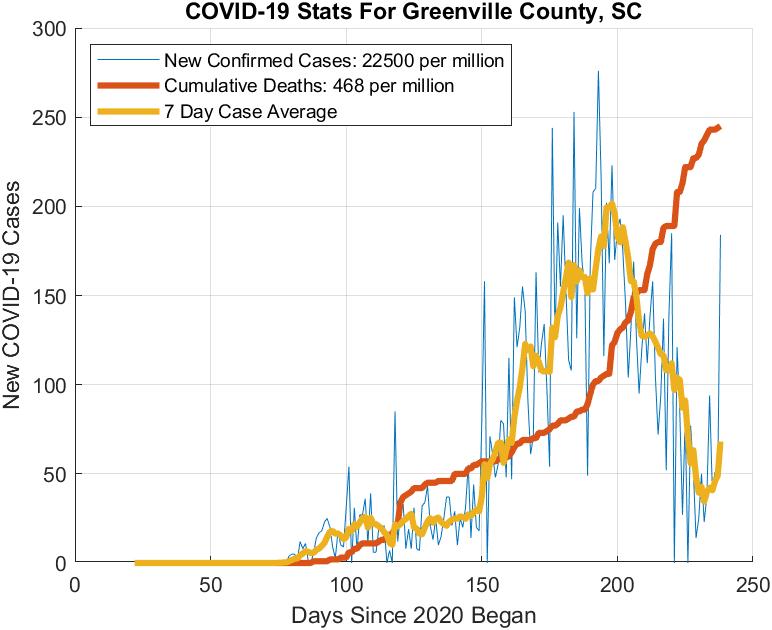 COVID-19 Stats For Greenville County, SC
300
New Confirmed Cases: 22500 per million
Cumulative Deaths: 468 per million
7 Day Case Average
250
200
150
100
50
0
New COVID-19 Cases
0 50 100 150 200 250
Days Since 2020 Began